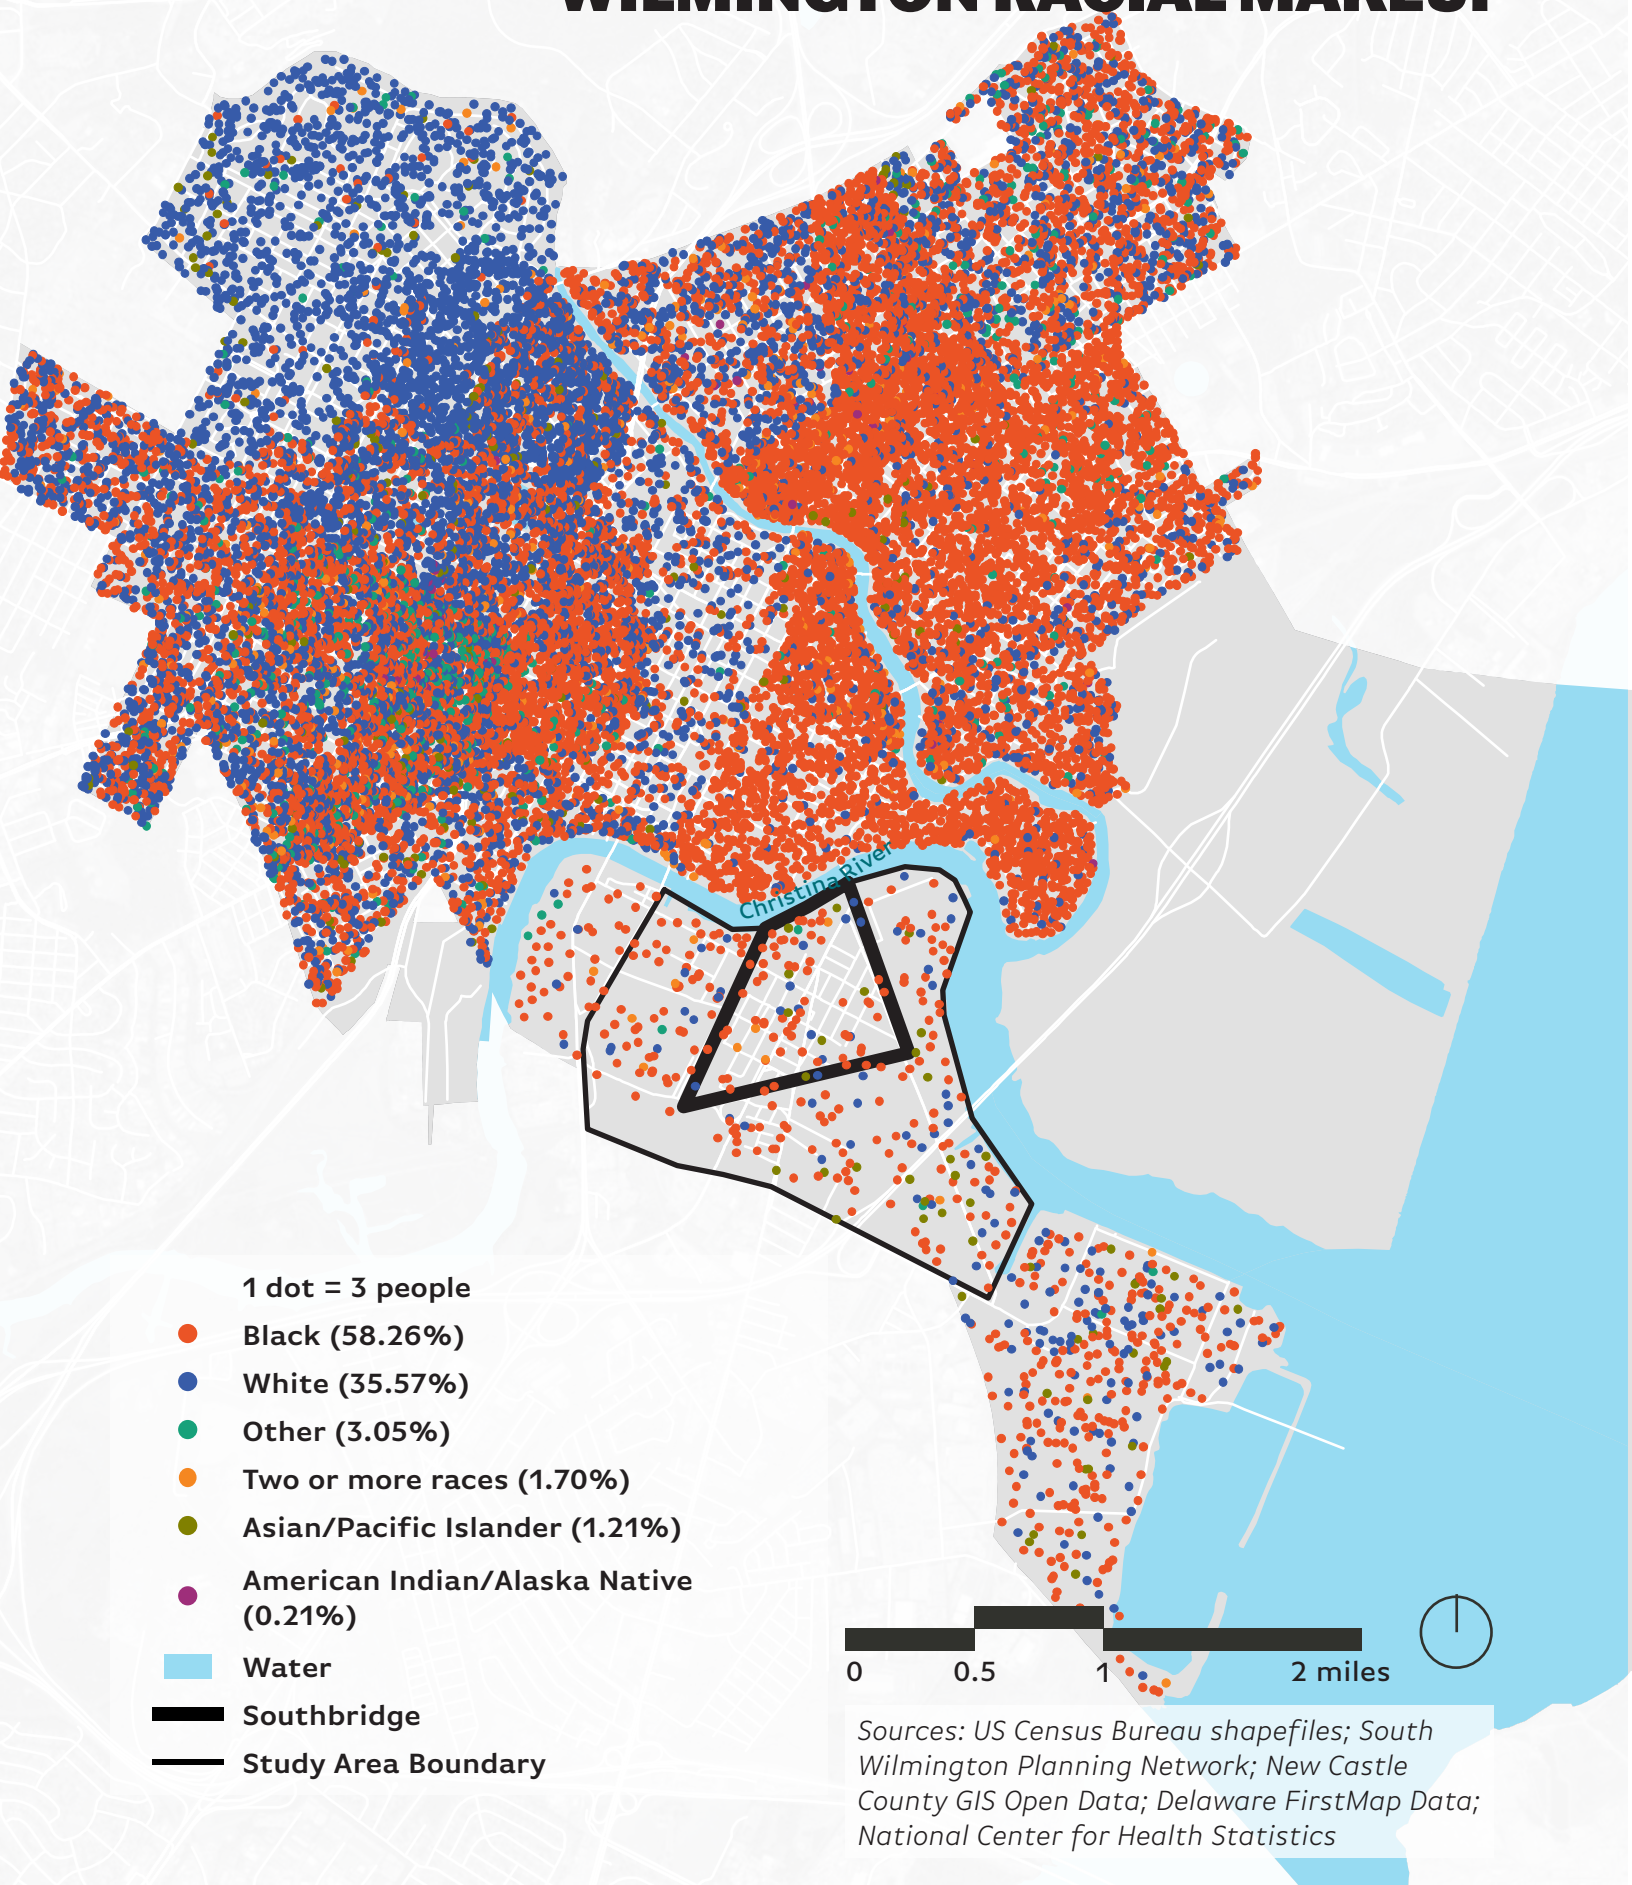 WILMINGTON RACIAL MAKEUP
Christina River
1 dot = 3 people
Black (58.26%)
White (35.57%)
Other (3.05%)
Two or more races (1.70%)
Asian/Pacific Islander (1.21%)
American Indian/Alaska Native
(0.21%)
Water
Southbridge
Study Area Boundary
0 0.5 1 2 miles
Sources: US Census Bureau shapefiles; South
Wilmington Planning Network; New Castle
County GIS Open Data; Delaware FirstMap Data;
National Center for Health Statistics